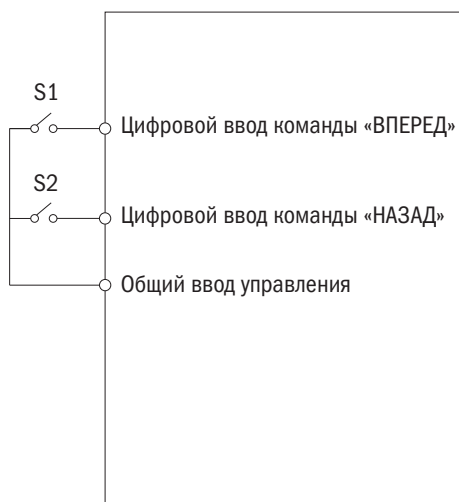 S1
Цифровой ввод команды «ВПЕРЕД»
S2
Цифровой ввод команды «НАЗАД»
Общий ввод управления